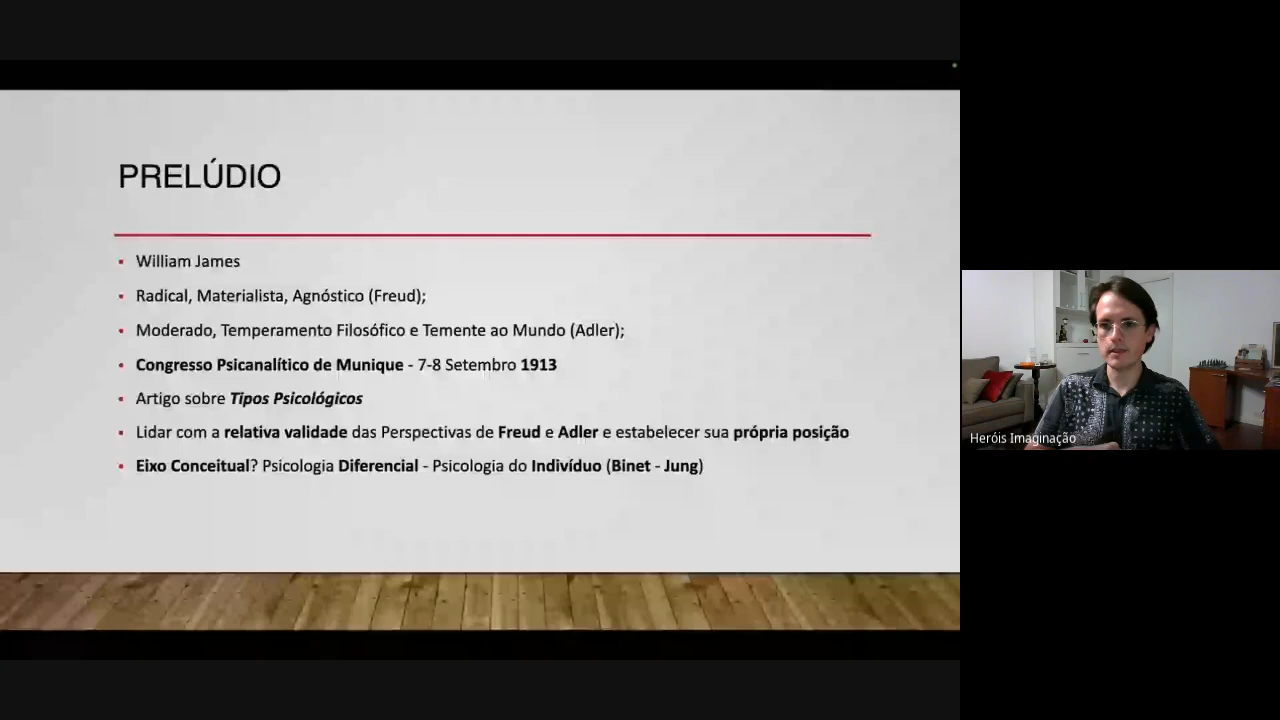 PRELÚDIO
William James
Radical, Materialista, Agnóstico (Freud);
Moderado, Temperamento Filosófico e Temente ao Mundo (Adler);
Congresso Psicanalítico de Munique - 7-8 Setembro 1913
Artigo sobre Tipos Psicológicos
Lidar com a relativa validade das Perspectivas de Freud e Adler e estabelecer sua própria posição
Eixo Conceitual? Psicologia Diferencial - Psicologia do Indivíduo (Binet - Jung)
Heróis Imaginação